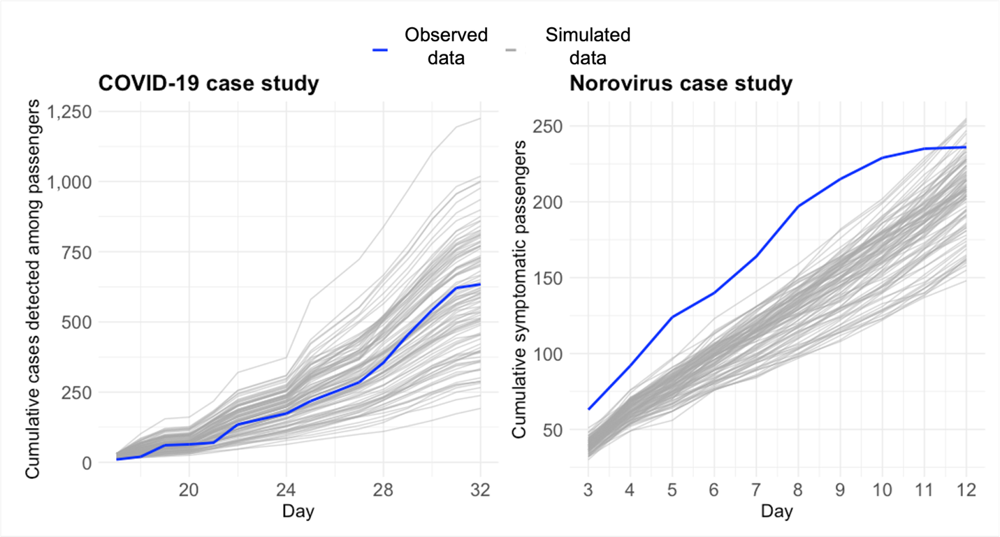 Observed
data
Simulated
data
COVID-19 case study
Cumulative cases detected among passengers
1,250
1,000
750
500
250
0
20 24 28 32
Day
Norovirus case study
Cumulative symptomatic passengers
250
200
150
100
50
3 4 5 6 7 8 9 10 11 12
Day